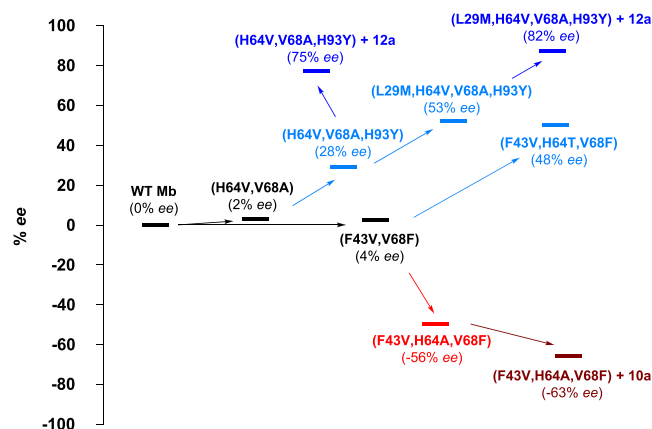 (L29M,H64V,V68A,H93Y) + 12a
(82% ee)
(H64V,V68A,H93Y) + 12a
(75% ee)
(L29M,H64V,V68A,H93Y)
(53% ee)
(H64V,V68A,H93Y)
(28% ee)
(F43V,H64T,V68F)
(48% ee)
WT Mb
(0% ee)
(H64V,V68A)
(2% ee)
(F43V,V68F)
(4% ee)
(F43V,H64A,V68F)
(-56% ee)
(F43V,H64A,V68F) + 10a
(-63% ee)
% ee
100
80
60
40
20
0
-20
-40
-60
-80
-100